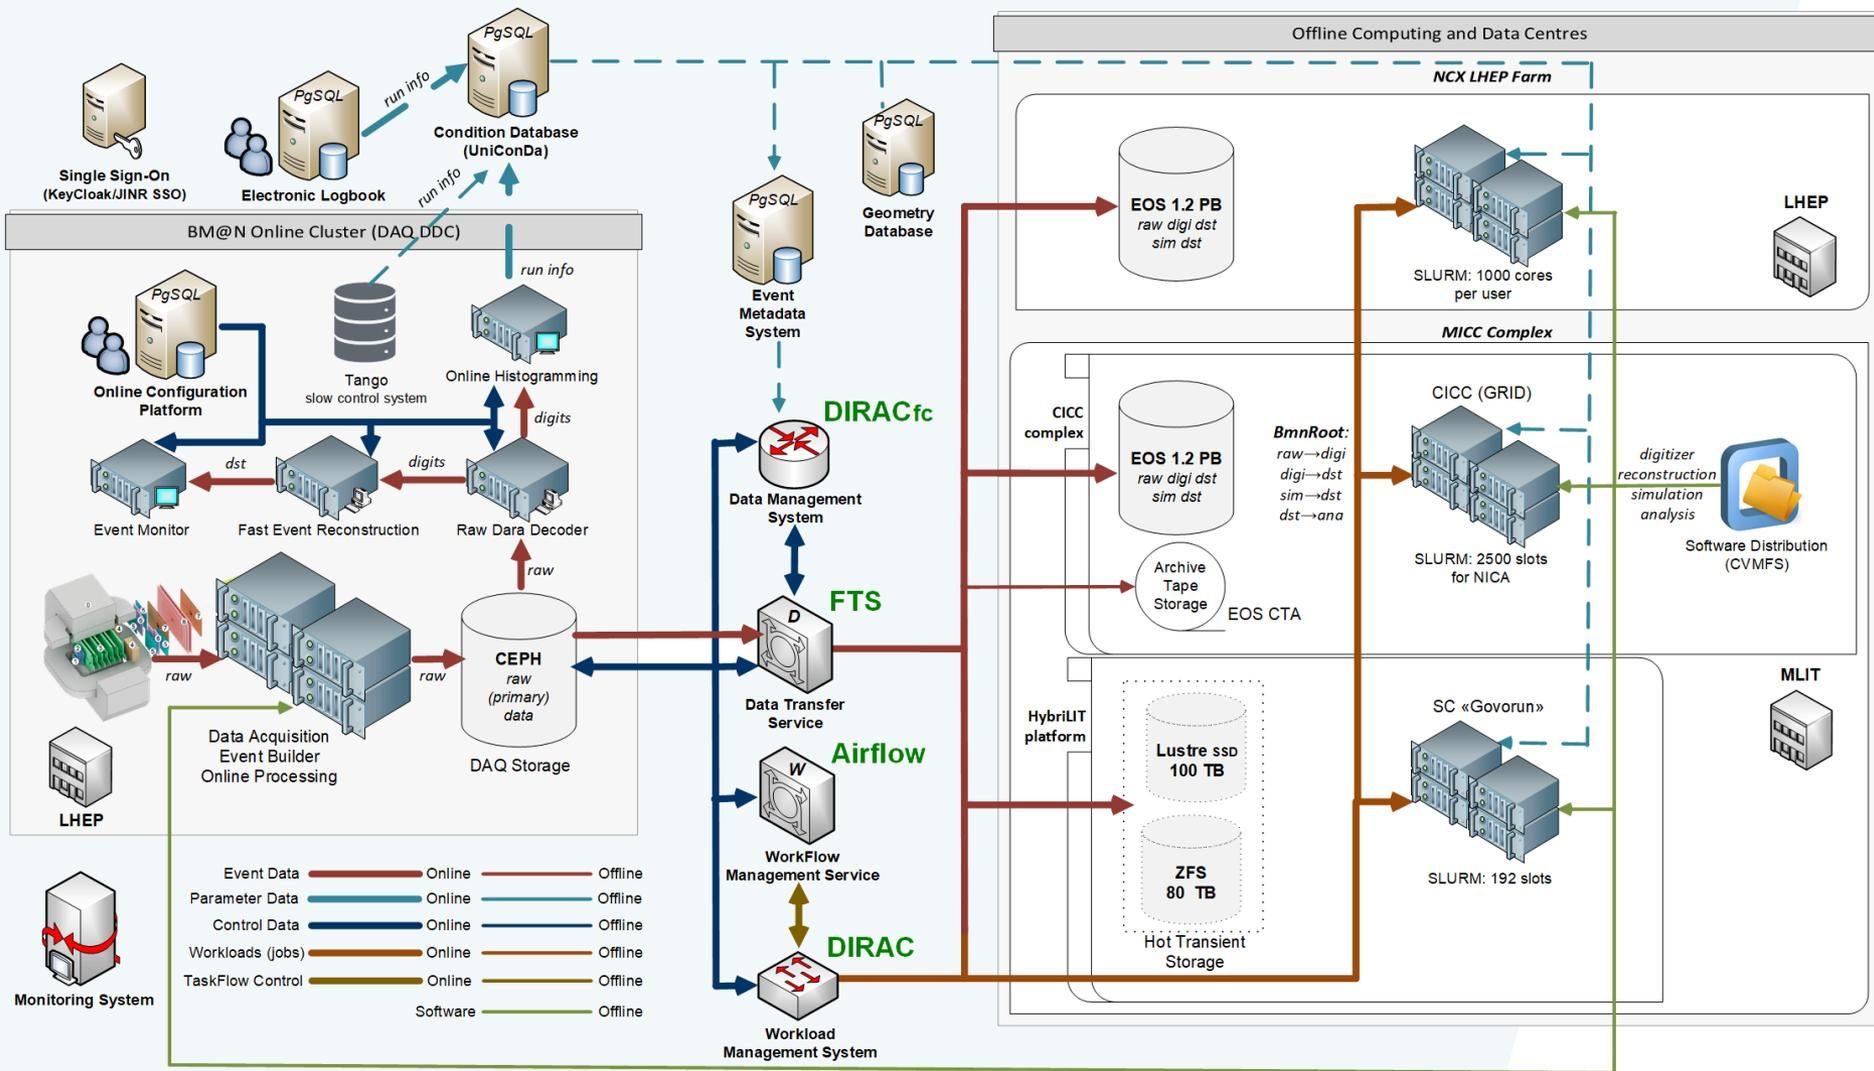 Offline Computing and Data Centres
NCX LHEP Farm
PgSQL
Condition Database
(UniConDa)
run info
PgSQL
Electronic Logbook
Single Sign-On
(KeyCloak/JINR SSO)
run info
PgSQL
Geometry
Database
PgSQL
Event
Metadata
System
BM@N Online Cluster (DAQ DDC)
run info
PgSQL
Online Configuration
Platform
Tango
slow control system
Online Histogramming
digits
dst
digits
Event Monitor
Fast Event Reconstruction
Raw Dara Decoder
raw
raw
raw
Data Acquisition
Event Builder
Online Processing
CEPH
raw
(primary)
data
DAQ Storage
LHEP
Monitoring System
Event Data Online Offline
Parameter Data Online Offline
Control Data Online Offline
Workloads (jobs) Online Offline
TaskFlow Control Online Offline
Software Offline
DIRACfc
Data Management
System
FTS
D
Data Transfer
Service
Airflow
W
WorkFlow
Management Service
DIRAC
Workload
Management System
EOS 1.2 PB
raw digi dst
sim dst
SLURM: 1000 cores
per user
LHEP
MICC Complex
CICC
complex
EOS 1.2 PB
raw digi dst
sim dst
Archive
Tape
Storage
EOS CTA
BmnRoot:
raw→digi
digi→dst
sim→dst
dst→ana
CICC (GRID)
SLURM: 2500 slots
for NICA
digitizer
reconstruction
simulation
analysis
Software Distribution
(CVMFS)
HybriLIT
platform
Lustre SSD
100 TB
ZFS
80 TB
Hot Transient
Storage
SC «Govorun»
SLURM: 192 slots
MLIT